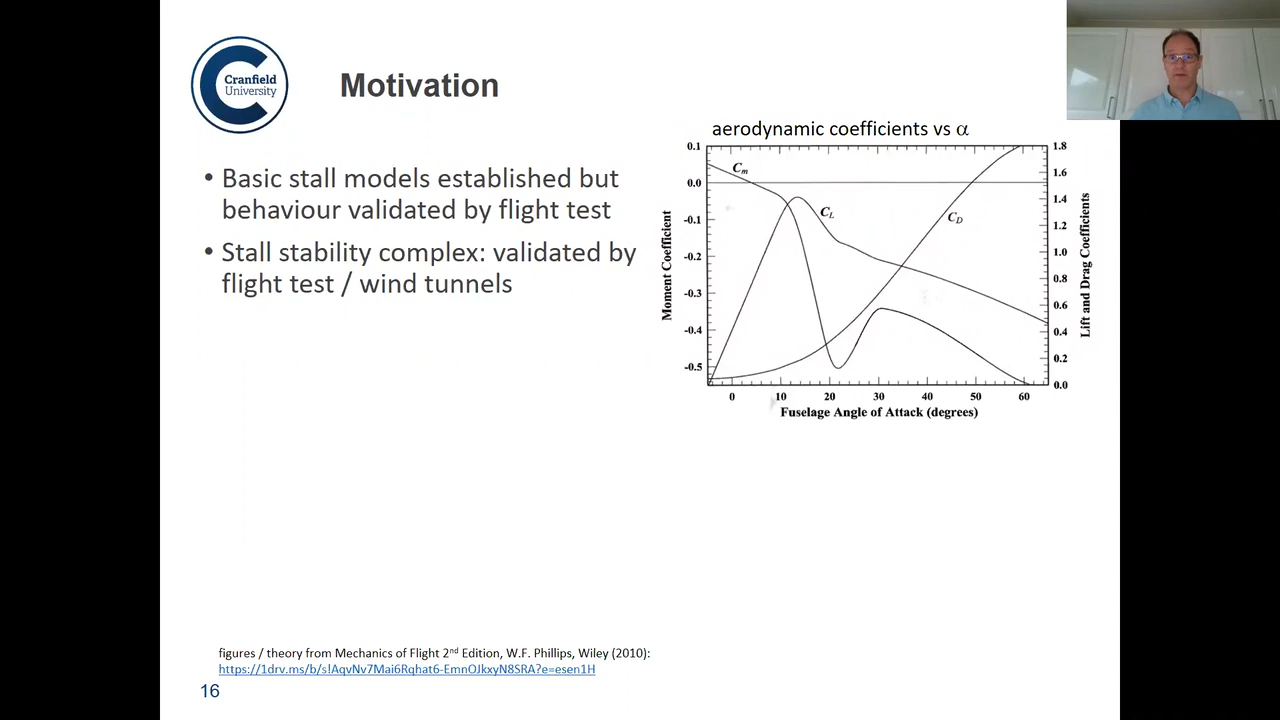 Cranfield
University
Motivation
• Basic stall models established but
behaviour validated by flight test
• Stall stability complex: validated by
flight test / wind tunnels
aerodynamic coefficients vs α
0.1
0.0
-0.1
-0.2
-0.3
-0.4
-0.5
Moment Coefficient
Cm
CL
CD
1.8
1.6
1.4
1.2
1.0
0.8
0.6
0.4
0.2
0.0
Lift and Drag Coefficients
0 10 20 30 40 50 60
Fuselage Angle of Attack (degrees)
figures / theory from Mechanics of Flight 2nd Edition, W.F. Phillips, Wiley (2010):
https://1drv.ms/b/s!AqvNv7Mai6Rqhat6-EmnOJkxyN8SRA?e=esen1H
16